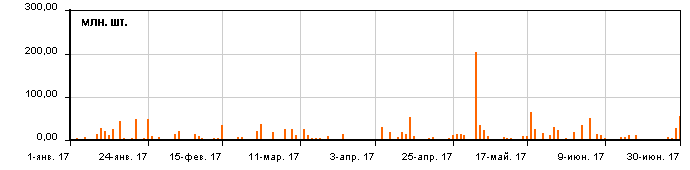 300,00
млн. шт.
200,00
100,00
0,00
1-янв. 17 24-янв. 17 15-фев. 17 11-мар. 17 3-апр. 17 25-апр. 17 17-май. 17 9-июн. 17 30-июн. 17